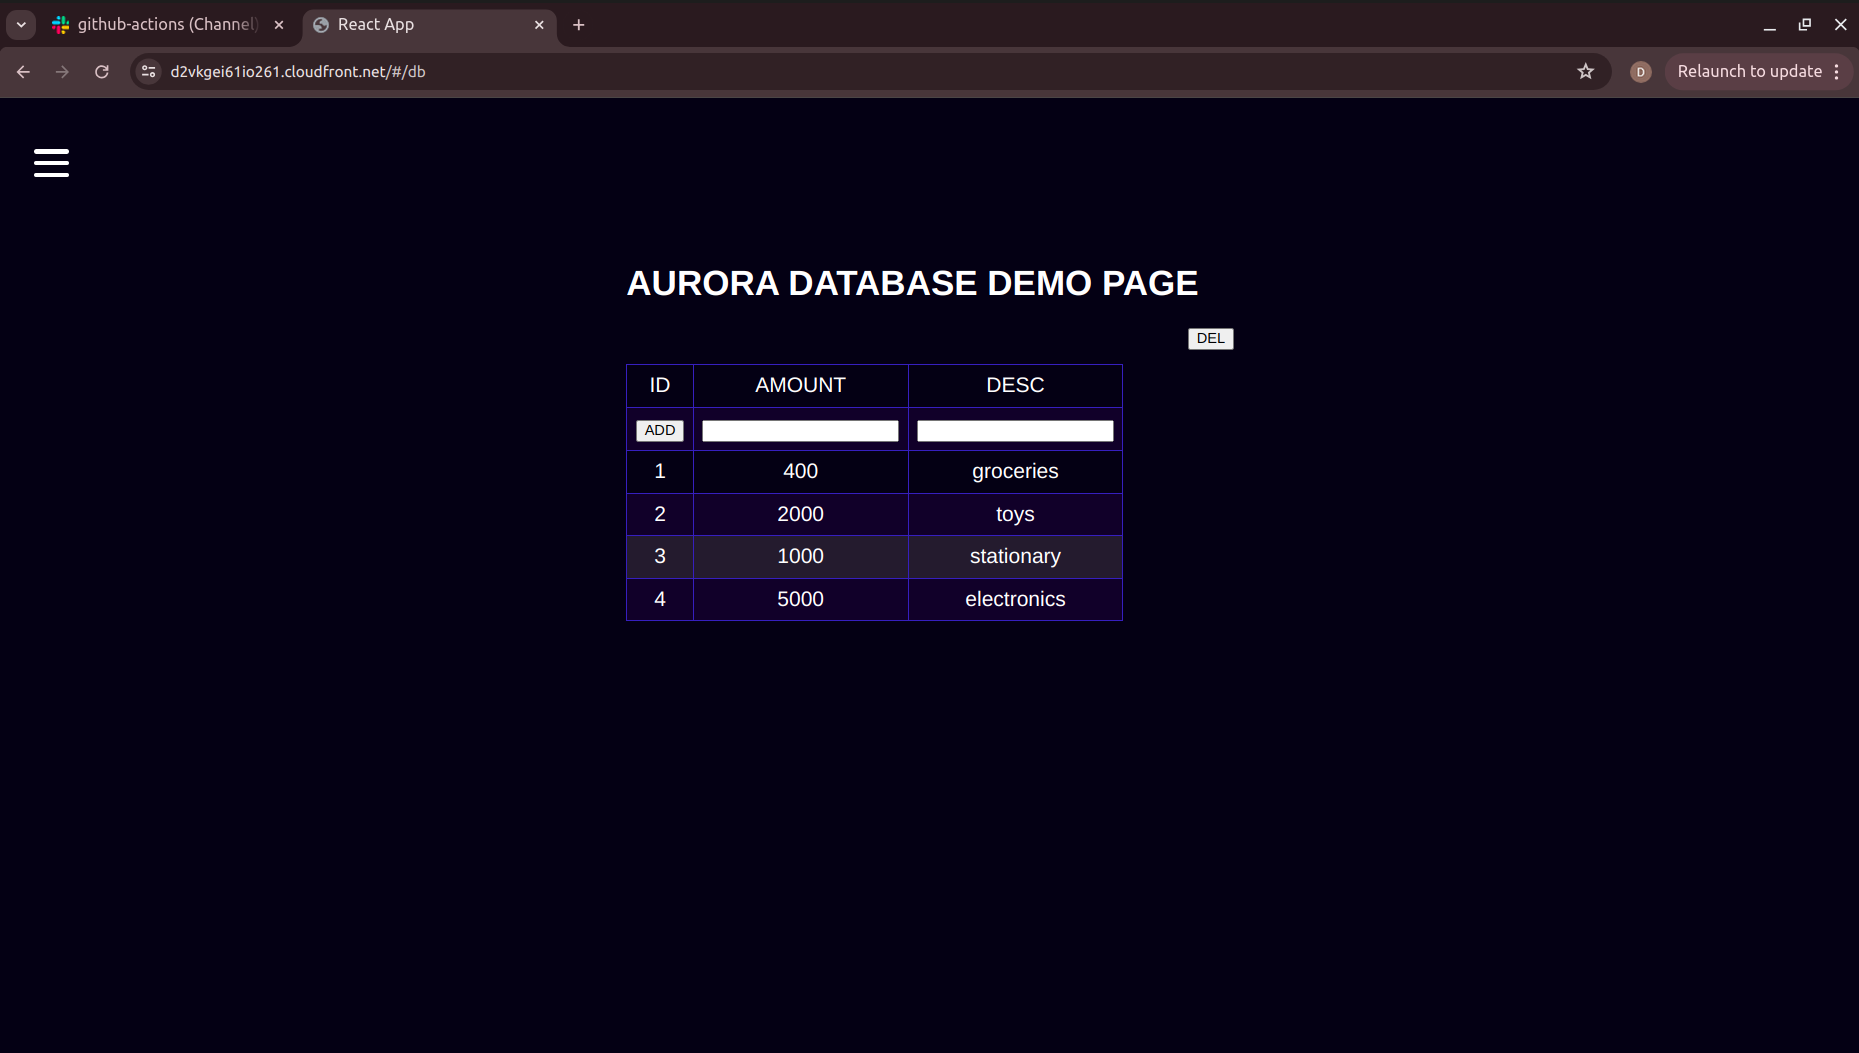 github-actions (Channel)
React App
d2vkgei61io261.cloudfront.net/#/db
D
Relaunch to update
AURORA DATABASE DEMO PAGE
DEL
ID AMOUNT DESC
ADD
1 400 groceries
2 2000 toys
3 1000 stationary
4 5000 electronics